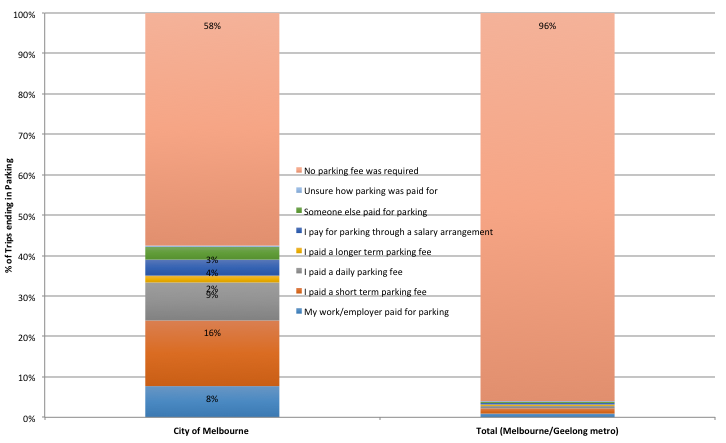 100%
90%
80%
70%
60%
50%
40%
30%
20%
10%
0%
% of Trips ending in Parking
58%
3%
4%
2%
9%
16%
8%
96%
No parking fee was required
Unsure how parking was paid for
Someone else paid for parking
I pay for parking through a salary arrangement
I paid a longer term parking fee
I paid a daily parking fee
I paid a short term parking fee
My work/employer paid for parking
City of Melbourne
Total (Melbourne/Geelong metro)